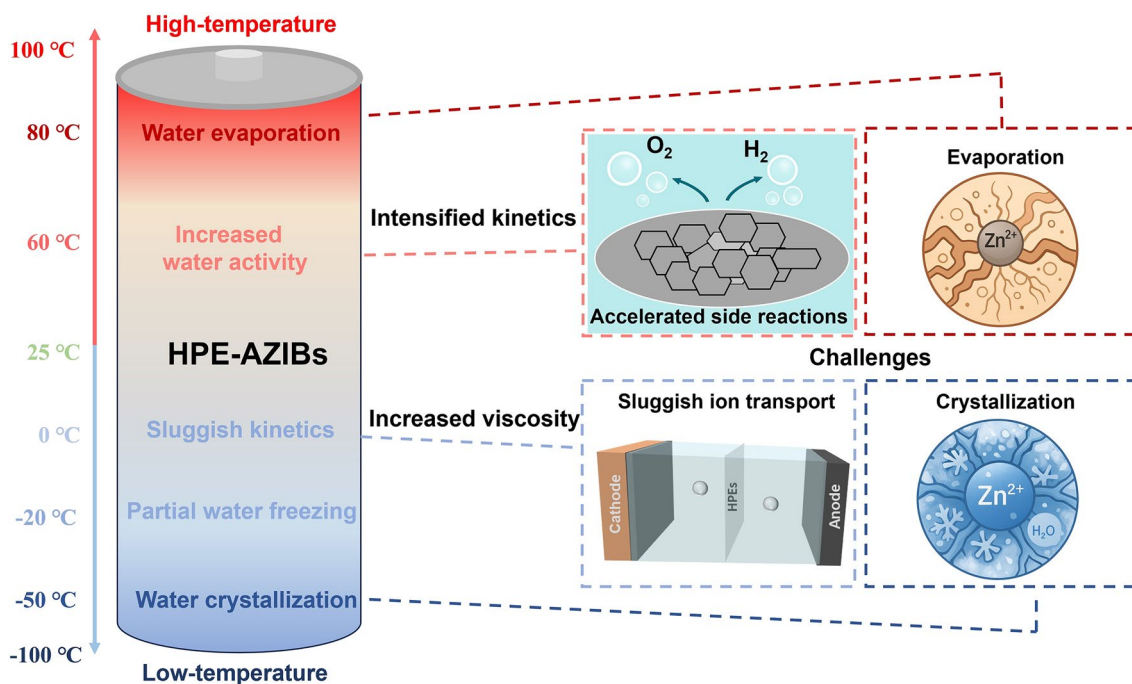 High-temperature
100 ℃
80 ℃
60 ℃
25 ℃
0 ℃
-20 ℃
-50 ℃
-100 ℃
Water evaporation
Increased
water activity
HPE-AZIBs
Sluggish kinetics
Partial water freezing
Water crystallization
Low-temperature
Intensified kinetics
Increased viscosity
O₂
H₂
Accelerated side reactions
Evaporation
Zn²⁺
Challenges
Sluggish ion transport
Cathode
HPEs
Anode
Crystallization
Zn²⁺
H₂O